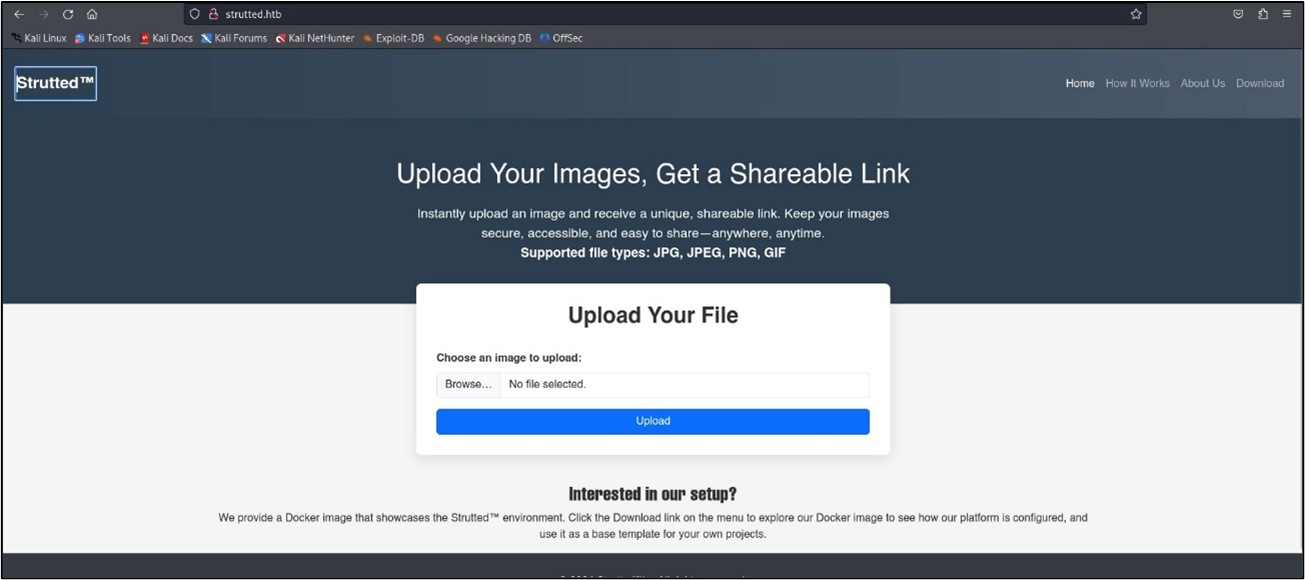 strutted.htb
Kali Linux Kali Tools Kali Docs Kali Forums Kali NetHunter Exploit-DB Google Hacking DB OffSec
Strutted™
Home How It Works About Us Download
Upload Your Images, Get a Shareable Link
Instantly upload an image and receive a unique, shareable link. Keep your images
secure, accessible, and easy to share—anywhere, anytime.
Supported file types: JPG, JPEG, PNG, GIF
Upload Your File
Choose an image to upload:
Browse... No file selected.
Upload
Interested in our setup?
We provide a Docker image that showcases the Strutted™ environment. Click the Download link on the menu to explore our Docker image to see how our platform is configured, and
use it as a base template for your own projects.